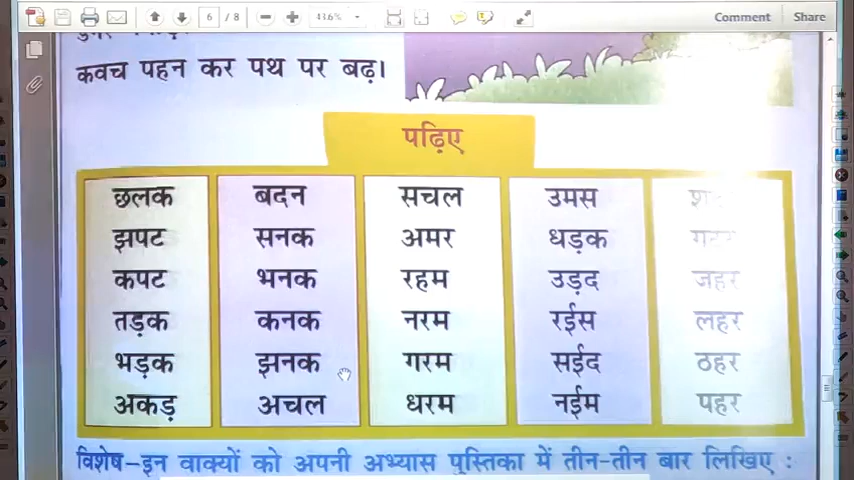 6 / 8
43.6%
Comment
Share
कवच पहन कर पथ पर बढ़।
पढ़िए
छलक बदन सचल उमस
झपट सनक अमर धड़क
कपट भनक रहम उड़द जहर
तड़क कनक नरम रईस लहर
भड़क झनक गरम सईद ठहर
अकड़ अचल धरम नईम पहर
विशेष-इन वाक्यों को अपनी अभ्यास पुस्तिका में तीन-तीन बार लिखिए :